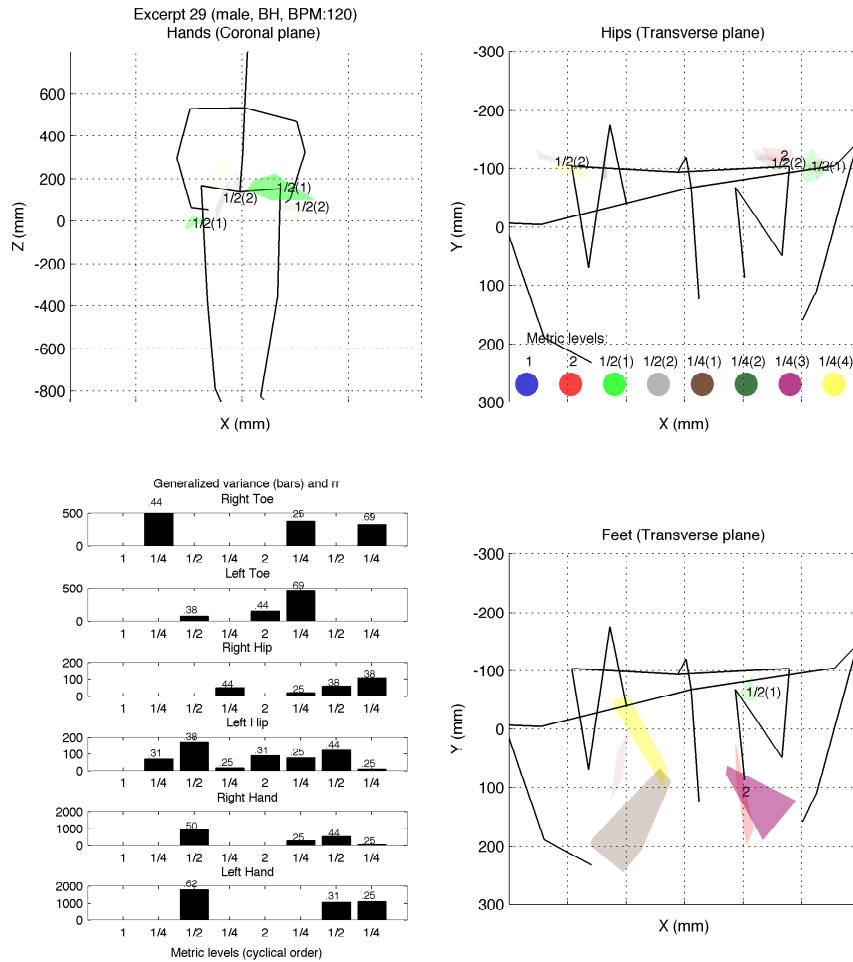 Excerpt 29 (male, BH, BPM:120)
Hands (Coronal plane)
600
400
200
0
-200
-400
-600
-800
Z (mm)
X (mm)
1/2(1)
1/2(2)
1/2(2)
1/2(1)
Hips (Transverse plane)
-300
-200
-100
0
100
200
300
Y (mm)
X (mm)
1/2(2)
2
1/2(2)
1/2(1)
Metric levels:
1 2 1/2(1) 1/2(2) 1/4(1) 1/4(2) 1/4(3) 1/4(4)
Generalized variance (bars) and
Right Toe
500
0
.44 .25 .69
1 1/4 1/2 1/4 2 1/4 1/2 1/4
Left Toe
500
0
.38 .44 .69
1 1/4 1/2 1/4 2 1/4 1/2 1/4
Right Hip
200
100
0
.44 .25 .38 .38
1 1/4 1/2 1/4 2 1/4 1/2 1/4
Left Hip
200
100
0
.31 .38 .25 .31 .25 .44 .25
1 1/4 1/2 1/4 2 1/4 1/2 1/4
Right Hand
2000
1000
0
.50 .25 .44 .25
1 1/4 1/2 1/4 2 1/4 1/2 1/4
Left Hand
2000
1000
0
.62 .31 .25
1 1/4 1/2 1/4 2 1/4 1/2 1/4
Metric levels (cyclical order)
Feet (Transverse plane)
-300
-200
-100
0
100
200
300
Y (mm)
X (mm)
1/2(1)
2